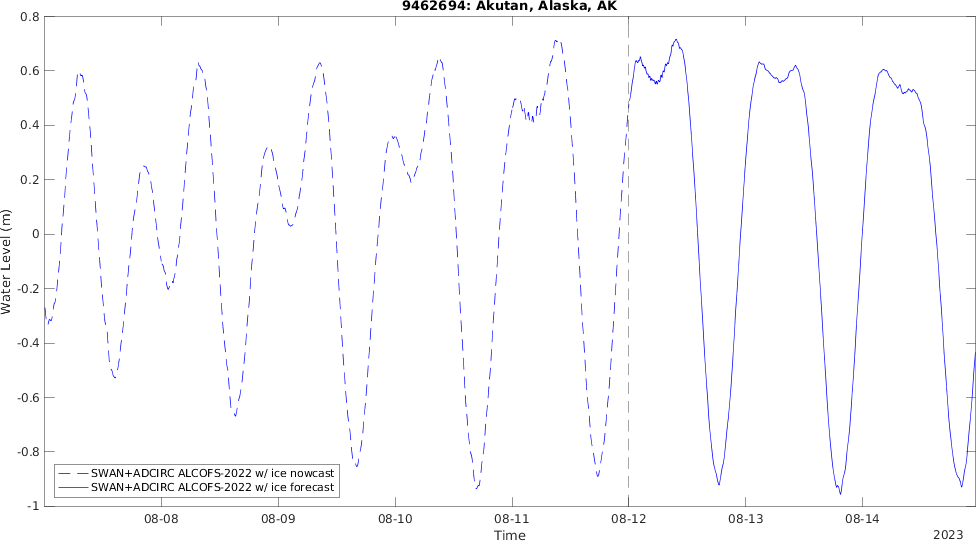 9462694: Akutan, Alaska, AK
Water Level (m)
0.8
0.6
0.4
0.2
0
-0.2
-0.4
-0.6
-0.8
-1
SWAN+ADCIRC ALCOFS-2022 w/ ice nowcast
SWAN+ADCIRC ALCOFS-2022 w/ ice forecast
08-08 08-09 08-10 08-11 08-12 08-13 08-14
Time
2023